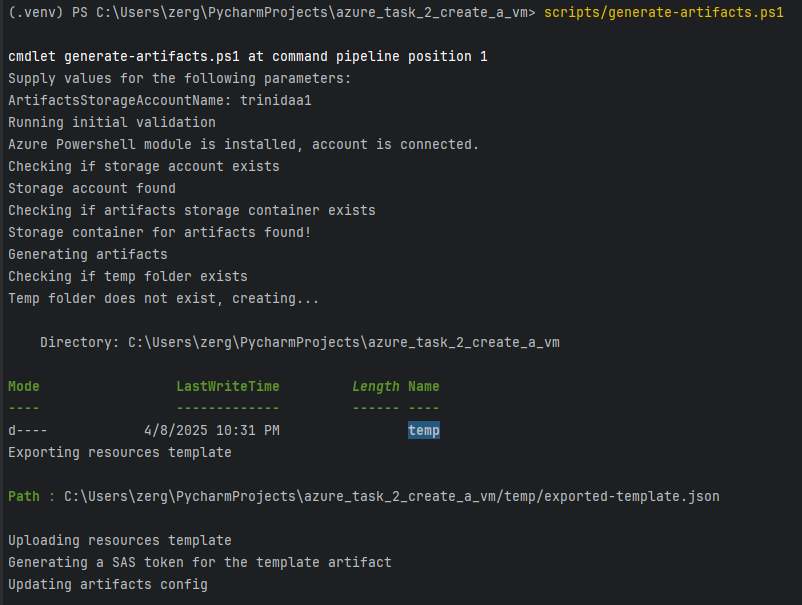 (.venv) PS C:\Users\zerg\PycharmProjects\azure_task_2_create_a_vm> scripts/generate-artifacts.ps1
cmdlet generate-artifacts.ps1 at command pipeline position 1
Supply values for the following parameters:
ArtifactsStorageAccountName: trinidaa1
Running initial validation
Azure Powershell module is installed, account is connected.
Checking if storage account exists
Storage account found
Checking if artifacts storage container exists
Storage container for artifacts found!
Generating artifacts
Checking if temp folder exists
Temp folder does not exist, creating...
Directory: C:\Users\zerg\PycharmProjects\azure_task_2_create_a_vm
Mode LastWriteTime Length Name
---- ------------- ------ ----
d---- 4/8/2025 10:31 PM temp
Exporting resources template
Path : C:\Users\zerg\PycharmProjects\azure_task_2_create_a_vm/temp/exported-template.json
Uploading resources template
Generating a SAS token for the template artifact
Updating artifacts config